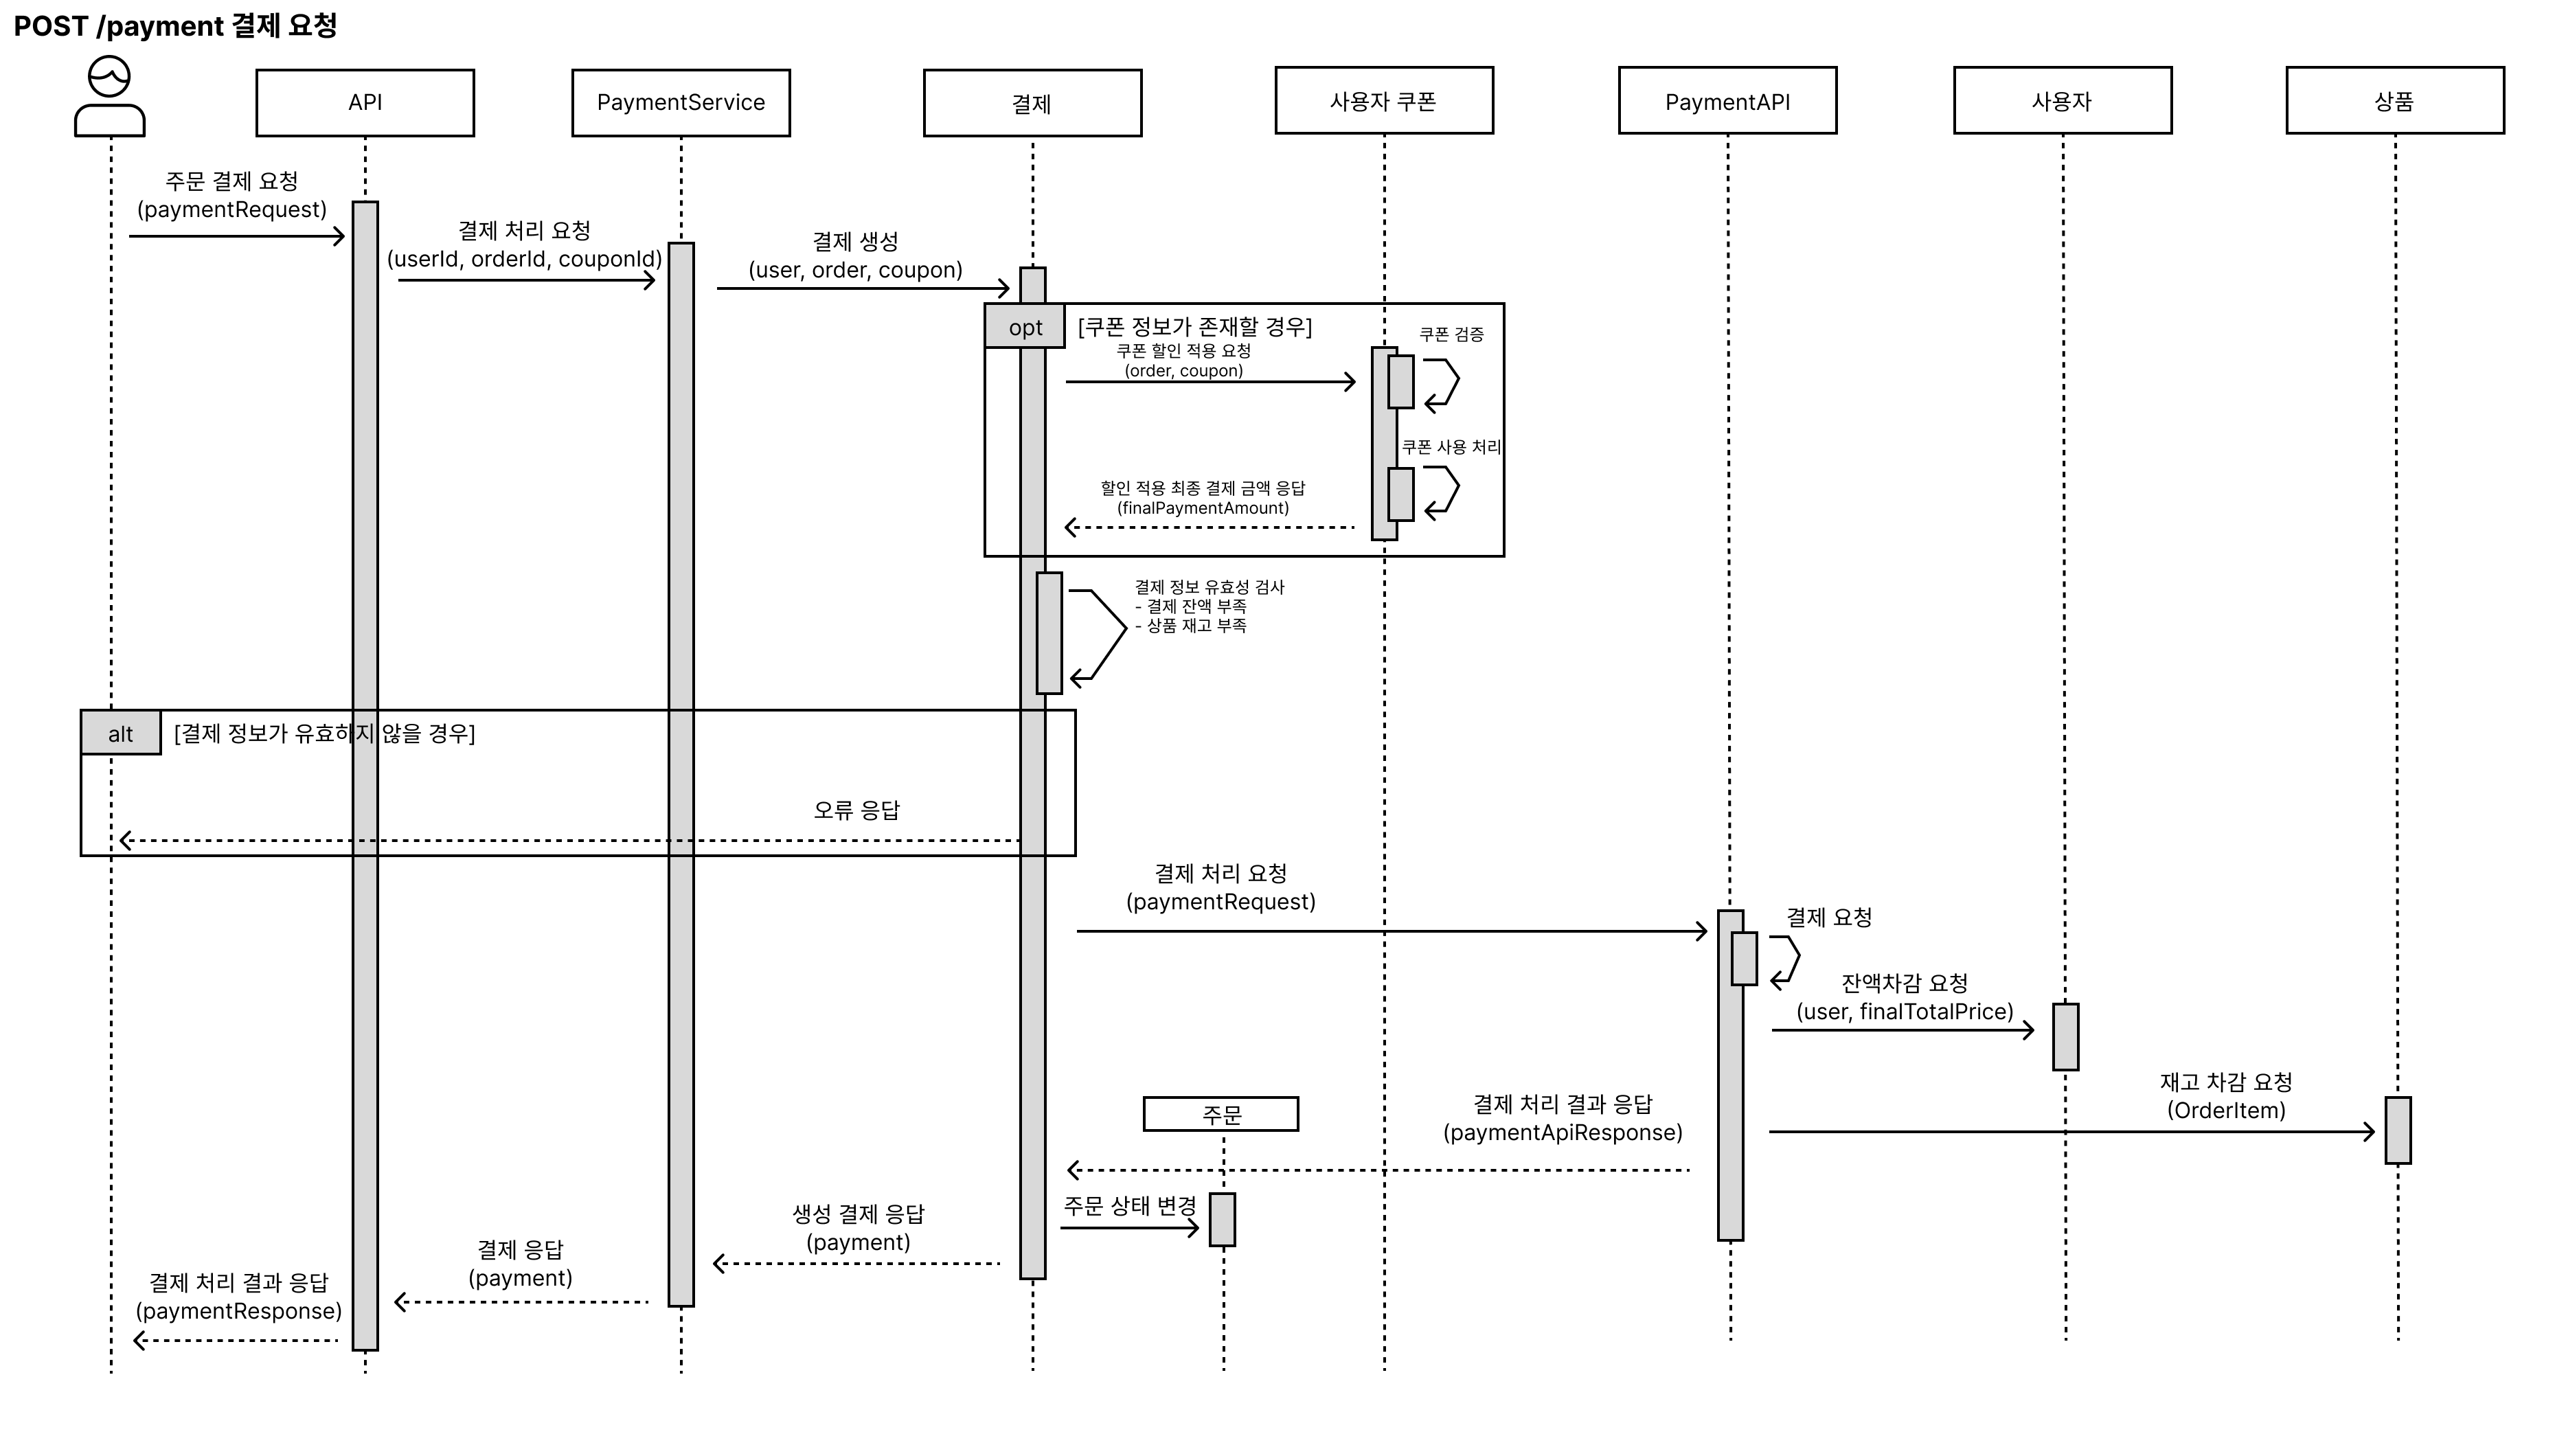 POST /payment 결제 요청
API
PaymentService
결제
사용자 쿠폰
PaymentAPI
사용자
상품
주문 결제 요청
(paymentRequest)
결제 처리 요청
(userId, orderId, couponId)
결제 생성
(user, order, coupon)
opt
[쿠폰 정보가 존재할 경우]
쿠폰 할인 적용 요청
(order, coupon)
쿠폰 검증
쿠폰 사용 처리
할인 적용 최종 결제 금액 응답
(finalPaymentAmount)
결제 정보 유효성 검사
- 결제 잔액 부족
- 상품 재고 부족
alt
[결제 정보가 유효하지 않을 경우]
오류 응답
결제 처리 요청
(paymentRequest)
결제 요청
잔액차감 요청
(user, finalTotalPrice)
재고 차감 요청
(OrderItem)
주문
결제 처리 결과 응답
(paymentApiResponse)
주문 상태 변경
생성 결제 응답
(payment)
결제 응답
(payment)
결제 처리 결과 응답
(paymentResponse)